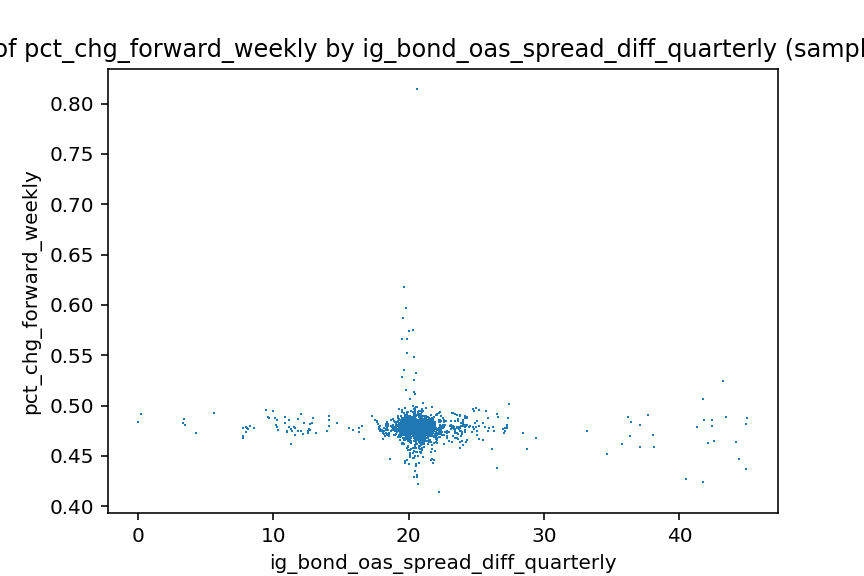 of pct_chg_forward_weekly by ig_bond_oas_spread_diff_quarterly (sampl
0.80
0.75
0.70
0.65
0.60
0.55
0.50
0.45
0.40
pct_chg_forward_weekly
0 10 20 30 40
ig_bond_oas_spread_diff_quarterly